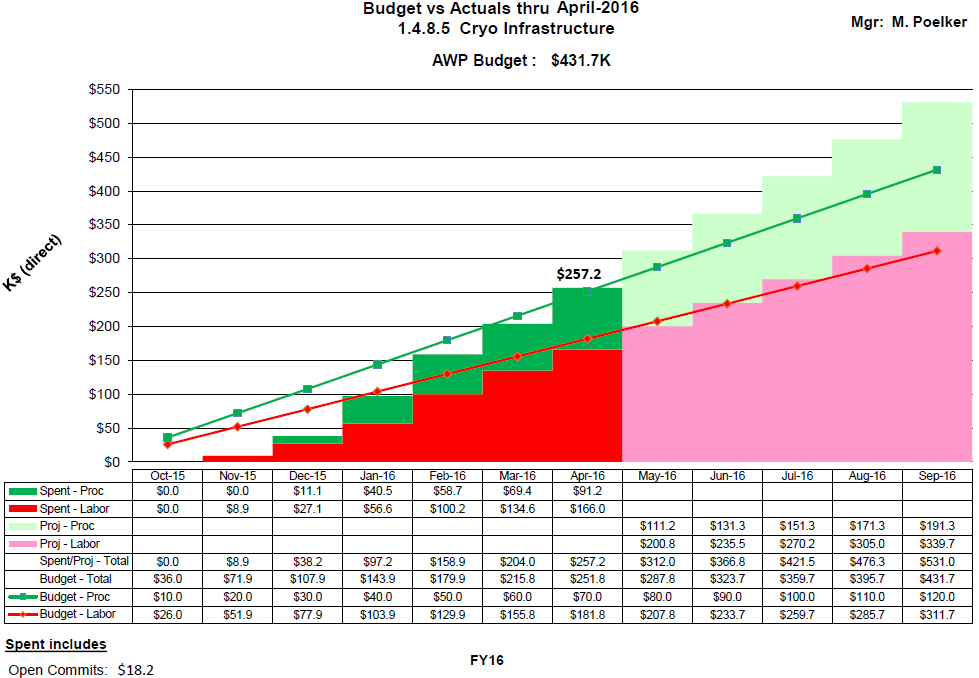 Budget vs Actuals thru April-2016
1.4.8.5 Cryo Infrastructure
Mgr: M. Poelker
AWP Budget : $431.7K
K$ (direct)
$550
$500
$450
$400
$350
$300
$250
$200
$150
$100
$50
$0
$257.2
Oct-15 Nov-15 Dec-15 Jan-16 Feb-16 Mar-16 Apr-16 May-16 Jun-16 Jul-16 Aug-16 Sep-16
Spent - Proc $0.0 $0.0 $11.1 $40.5 $58.7 $69.4 $91.2
Spent - Labor $0.0 $8.9 $27.1 $56.6 $100.2 $134.6 $166.0
Proj - Proc $111.2 $131.3 $151.3 $171.3 $191.3
Proj - Labor $200.8 $235.5 $270.2 $305.0 $339.7
Spent/Proj - Total $0.0 $8.9 $38.2 $97.2 $158.9 $204.0 $257.2 $312.0 $366.8 $421.5 $476.3 $531.0
Budget - Total $36.0 $71.9 $107.9 $143.9 $179.9 $215.8 $251.8 $287.8 $323.7 $359.7 $395.7 $431.7
Budget - Proc $10.0 $20.0 $30.0 $40.0 $50.0 $60.0 $70.0 $80.0 $90.0 $100.0 $110.0 $120.0
Budget - Labor $26.0 $51.9 $77.9 $103.9 $129.9 $155.8 $181.8 $207.8 $233.7 $259.7 $285.7 $311.7
Spent includes
Open Commits: $18.2
FY16